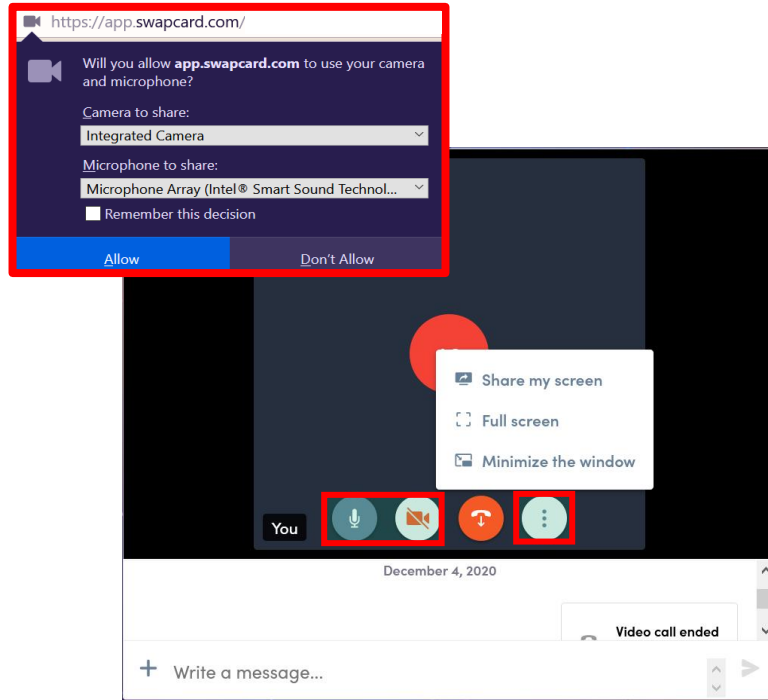 https://app.swapcard.com/
Will you allow app.swapcard.com to use your camera
and microphone?
Camera to share:
Integrated Camera
Microphone to share:
Microphone Array (Intel® Smart Sound Technol...
Remember this decision
Allow
Don't Allow
Share my screen
Full screen
Minimize the window
You
December 4, 2020
Video call ended
Write a message...